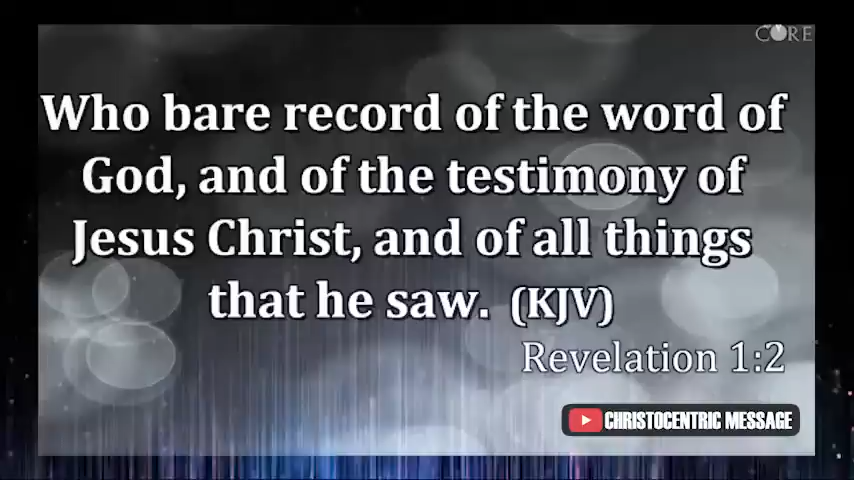 CORE
Who bare record of the word of
God, and of the testimony of
Jesus Christ, and of all things
that he saw. (KJV)
Revelation 1:2
CHRISTOCENTRIC MESSAGE